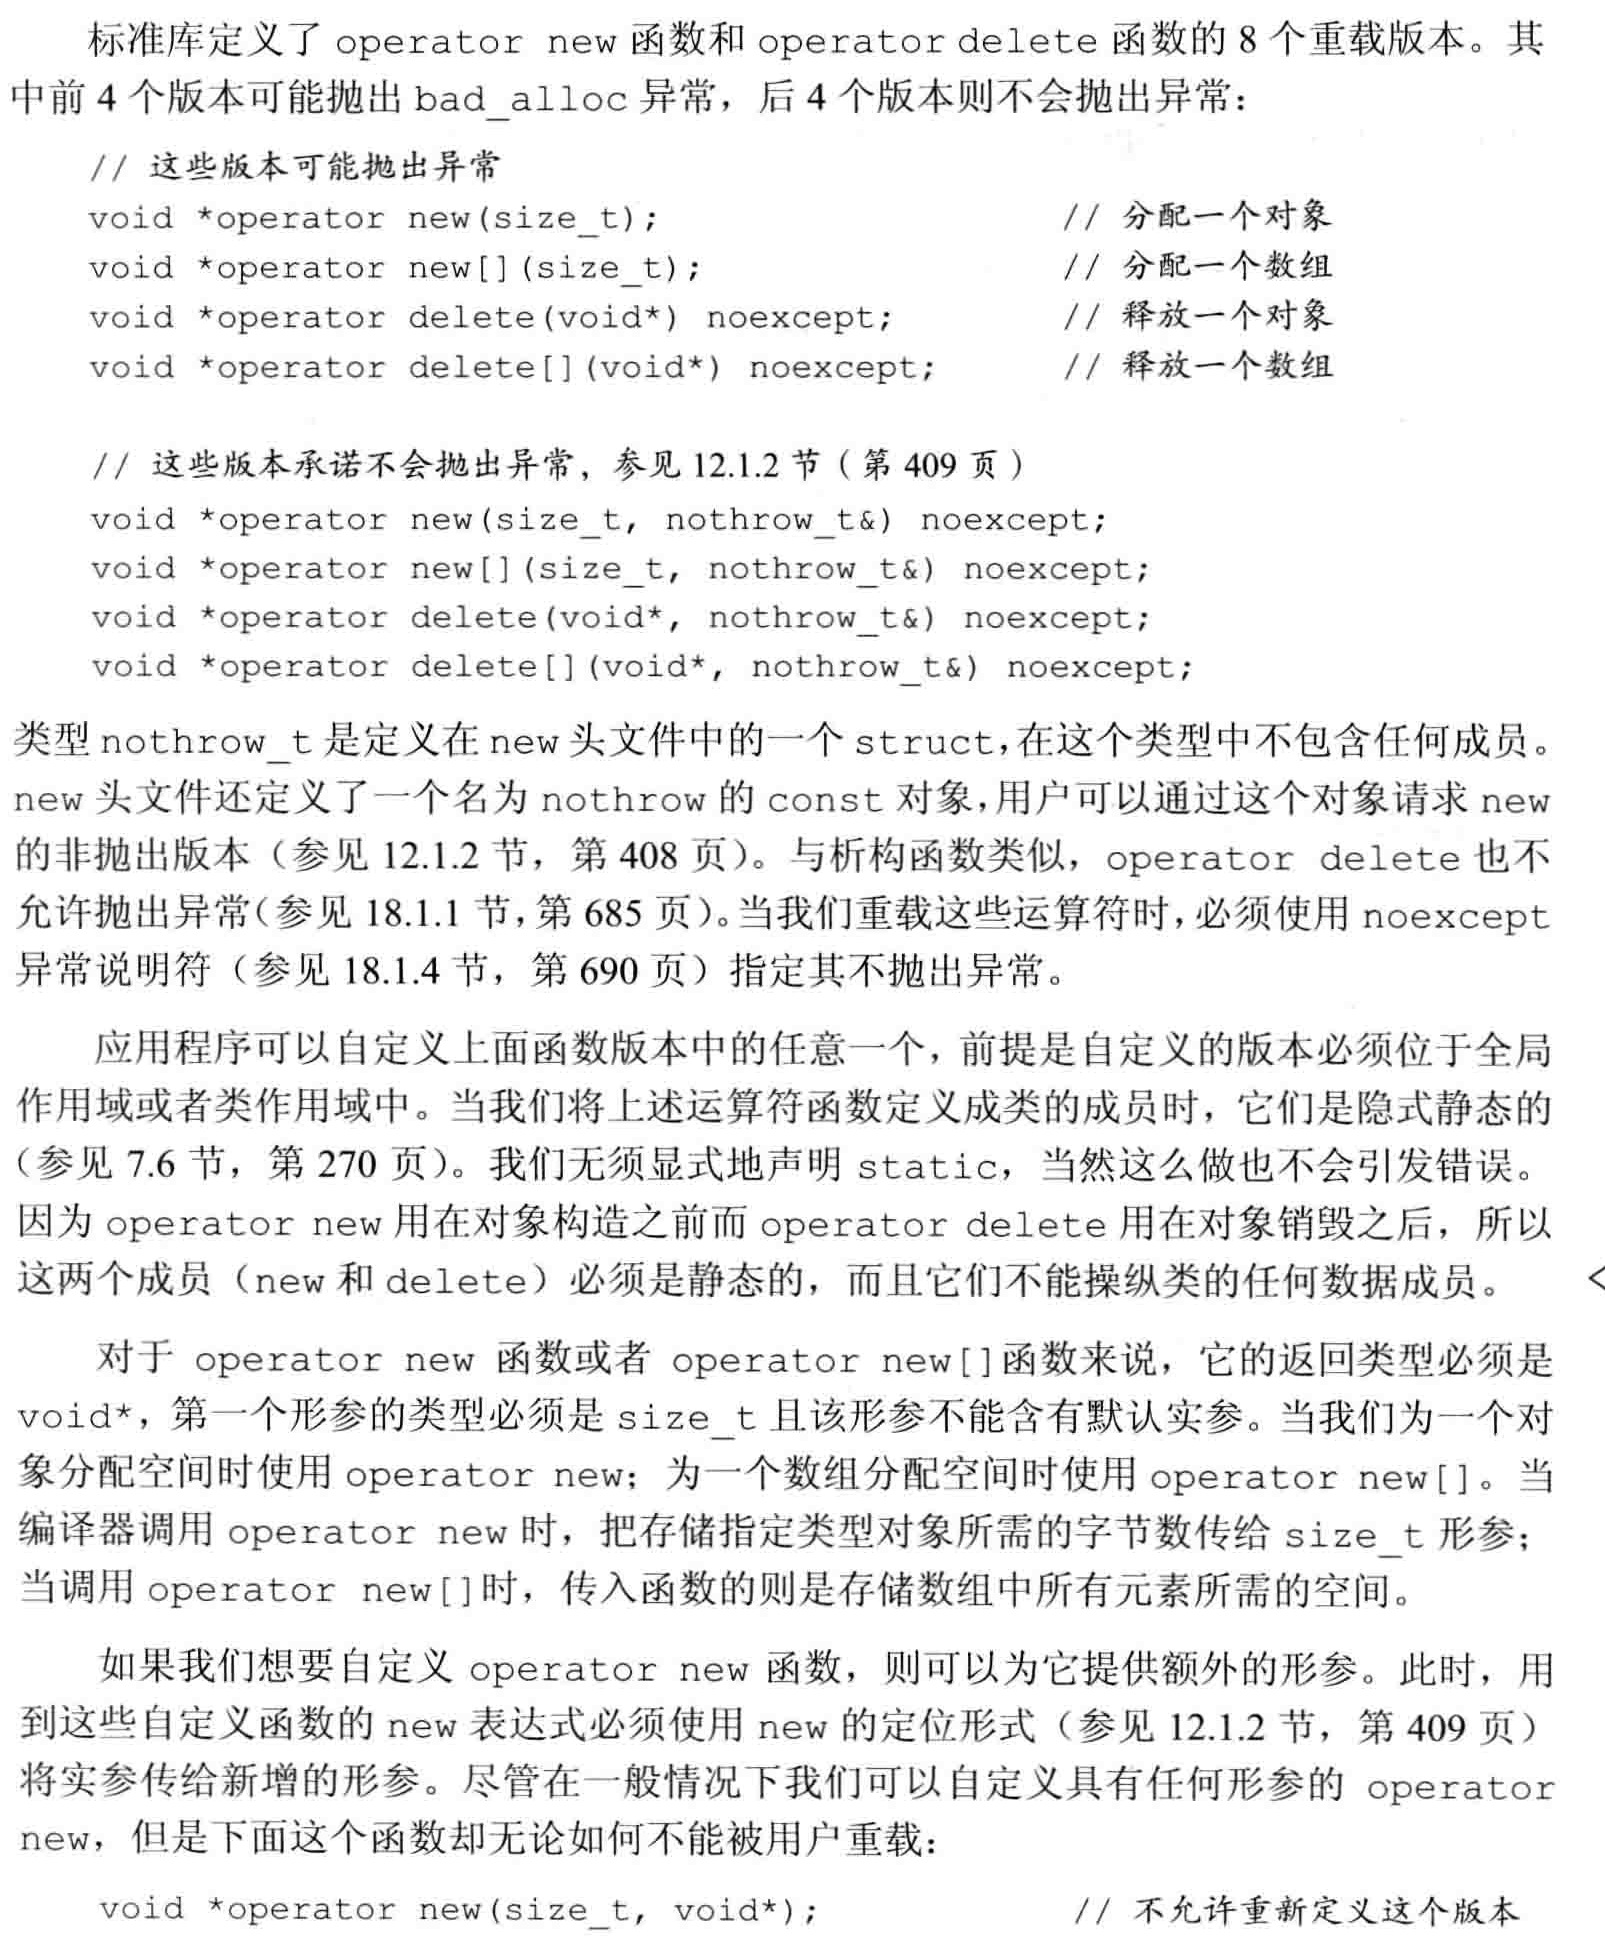 标准库定义了 operator new 函数和 operator delete 函数的 8 个重载版本。其
中前 4 个版本可能抛出 bad_alloc 异常，后 4 个版本则不会抛出异常：
// 这些版本可能抛出异常
void *operator new(size_t); // 分配一个对象
void *operator new[](size_t); // 分配一个数组
void *operator delete(void*) noexcept; // 释放一个对象
void *operator delete[](void*) noexcept; // 释放一个数组
// 这些版本承诺不会抛出异常，参见 12.1.2 节（第 409 页）
void *operator new(size_t, nothrow_t&) noexcept;
void *operator new[](size_t, nothrow_t&) noexcept;
void *operator delete(void*, nothrow_t&) noexcept;
void *operator delete[](void*, nothrow_t&) noexcept;
类型 nothrow_t 是定义在 new 头文件中的一个 struct，在这个类型中不包含任何成员。
new 头文件还定义了一个名为 nothrow 的 const 对象，用户可以通过这个对象请求 new
的非抛出版本（参见 12.1.2 节，第 408 页）。与析构函数类似，operator delete 也不
允许抛出异常（参见 18.1.1 节，第 685 页）。当我们重载这些运算符时，必须使用 noexcept
异常说明符（参见 18.1.4 节，第 690 页）指定其不抛出异常。
应用程序可以自定义上面函数版本中的任意一个，前提是自定义的版本必须位于全局
作用域或者类作用域中。当我们将上述运算符函数定义成类的成员时，它们是隐式静态的
（参见 7.6 节，第 270 页）。我们无须显式地声明 static，当然这么做也不会引发错误。
因为 operator new 用在对象构造之前而 operator delete 用在对象销毁之后，所以
这两个成员（new 和 delete）必须是静态的，而且它们不能操纵类的任何数据成员。 <
对于 operator new 函数或者 operator new[]函数来说，它的返回类型必须是
void*，第一个形参的类型必须是 size_t 且该形参不能含有默认实参。当我们为一个对
象分配空间时使用 operator new；为一个数组分配空间时使用 operator new[]。当
编译器调用 operator new 时，把存储指定类型对象所需的字节数传给 size_t 形参；
当调用 operator new[]时，传入函数的则是存储数组中所有元素所需的空间。
如果我们想要自定义 operator new 函数，则可以为它提供额外的形参。此时，用
到这些自定义函数的 new 表达式必须使用 new 的定位形式（参见 12.1.2 节，第 409 页）
将实参传给新增的形参。尽管在一般情况下我们可以自定义具有任何形参的 operator
new，但是下面这个函数却无论如何不能被用户重载：
void *operator new(size_t, void*); // 不允许重新定义这个版本